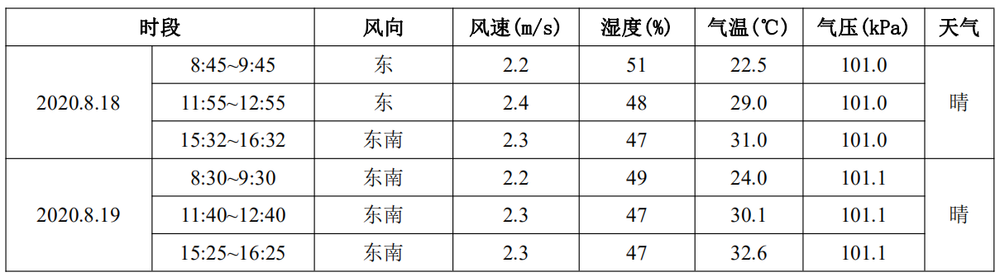 时段 风向 风速(m/s) 湿度(%) 气温(℃) 气压(kPa) 天气
2020.8.18 8:45~9:45 东 2.2 51 22.5 101.0 晴
11:55~12:55 东 2.4 48 29.0 101.0
15:32~16:32 东南 2.3 47 31.0 101.0
2020.8.19 8:30~9:30 东南 2.2 49 24.0 101.1 晴
11:40~12:40 东南 2.3 47 30.1 101.1
15:25~16:25 东南 2.3 47 32.6 101.1